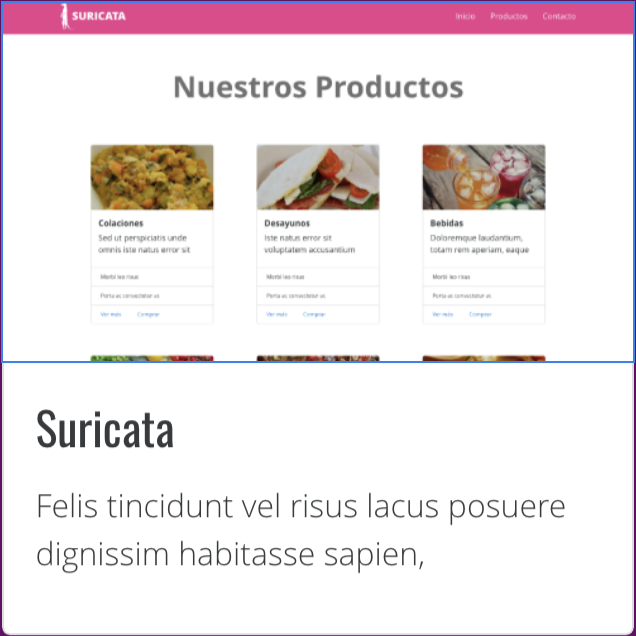 SURICATA
Inicio Productos Contacto
Nuestros Productos
Colaciones
Sed ut perspiciatis unde
omnis iste natus error sit
Morbi leo risus
Porta ac consectetur ac
Ver más Comprar
Desayunos
Iste natus error sit
voluptatem accusantium
Morbi leo risus
Porta ac consectetur ac
Ver más Comprar
Bebidas
Doloremque laudantium,
totam rem aperiam, eaque
Morbi leo risus
Porta ac consectetur ac
Ver más Comprar
Suricata
Felis tincidunt vel risus lacus posuere
dignissim habitasse sapien,